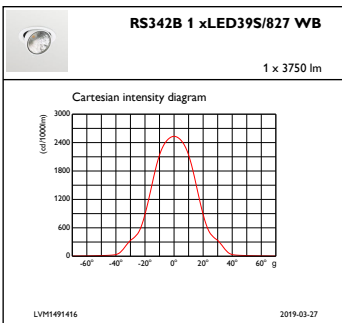 RS342B 1 xLED39S/827 WB
1 x 3750 lm
Cartesian intensity diagram
(cd/1000lm)
3000
2400
1800
1200
600
0
-60° -40° -20° 0° 20° 40° 60° g
LVM1491416 2019-03-27